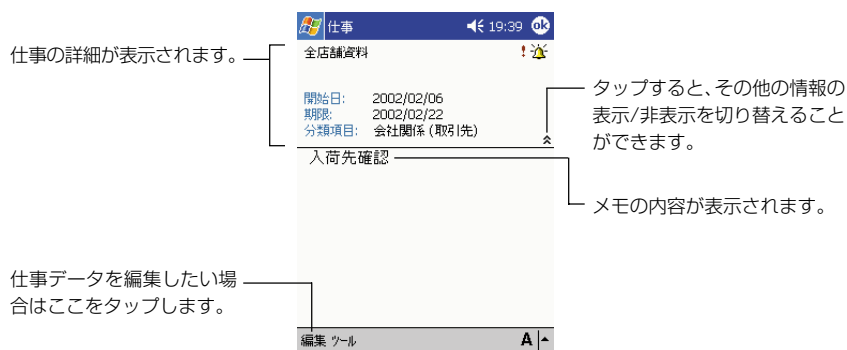 仕事 19:39 ok
仕事の詳細が表示されます。
全店舗資料 !
開始日: 2002/02/06
期限: 2002/02/22
分類項目: 会社関係 (取引先)
タップすると、その他の情報の
表示/非表示を切り替えること
ができます。
入荷先確認
メモの内容が表示されます。
仕事データを編集したい場
合はここをタップします。
編集 ツール A